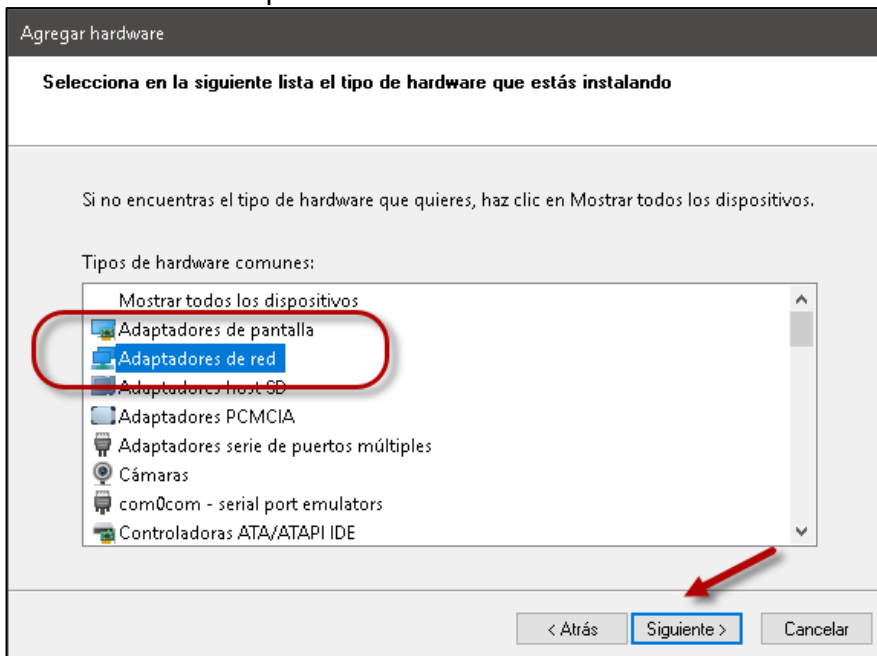 Agregar hardware
Selecciona en la siguiente lista el tipo de hardware que estás instalando
Si no encuentras el tipo de hardware que quieres, haz clic en Mostrar todos los dispositivos.
Tipos de hardware comunes:
Mostrar todos los dispositivos
Adaptadores de pantalla
Adaptadores de red
Adaptadores host SD
Adaptadores PCMCIA
Adaptadores serie de puertos múltiples
Cámaras
com0com - serial port emulators
Controladoras ATA/ATAPI IDE
< Atrás Siguiente > Cancelar